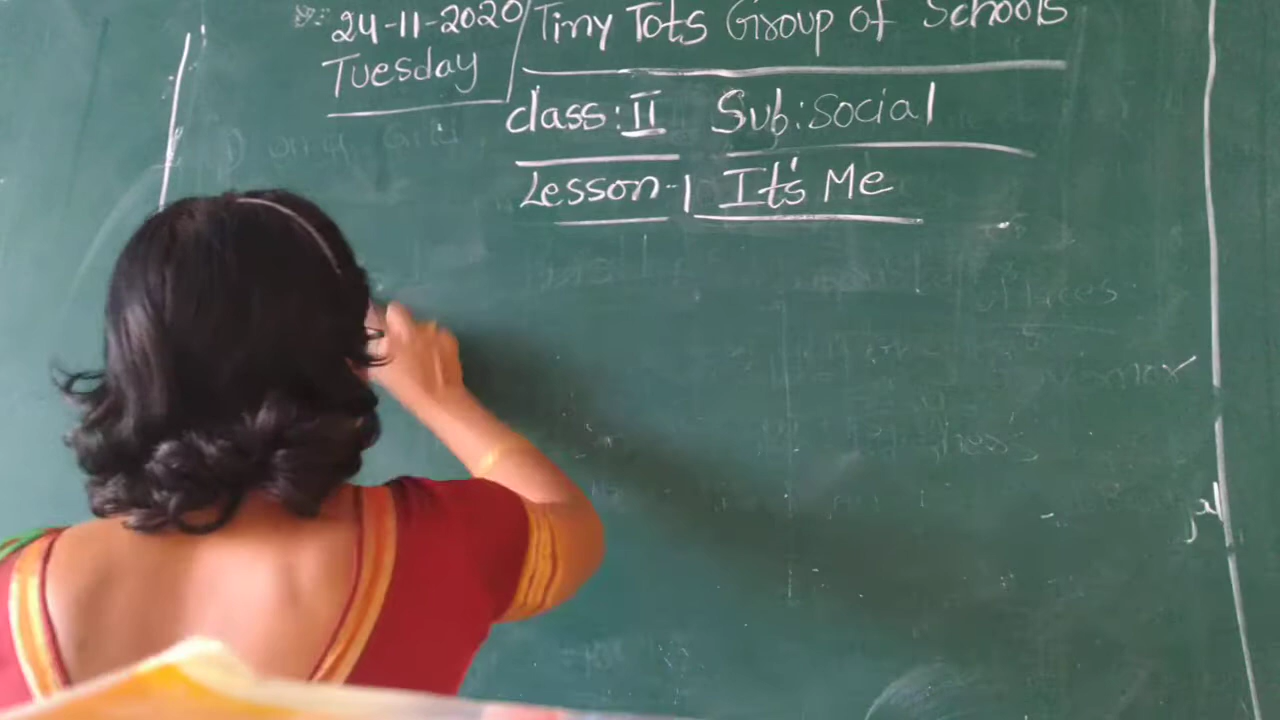 24-11-2020
Tuesday
Tiny Tots Group of Schools
Class: II Sub: Social
Lesson-1 It's Me